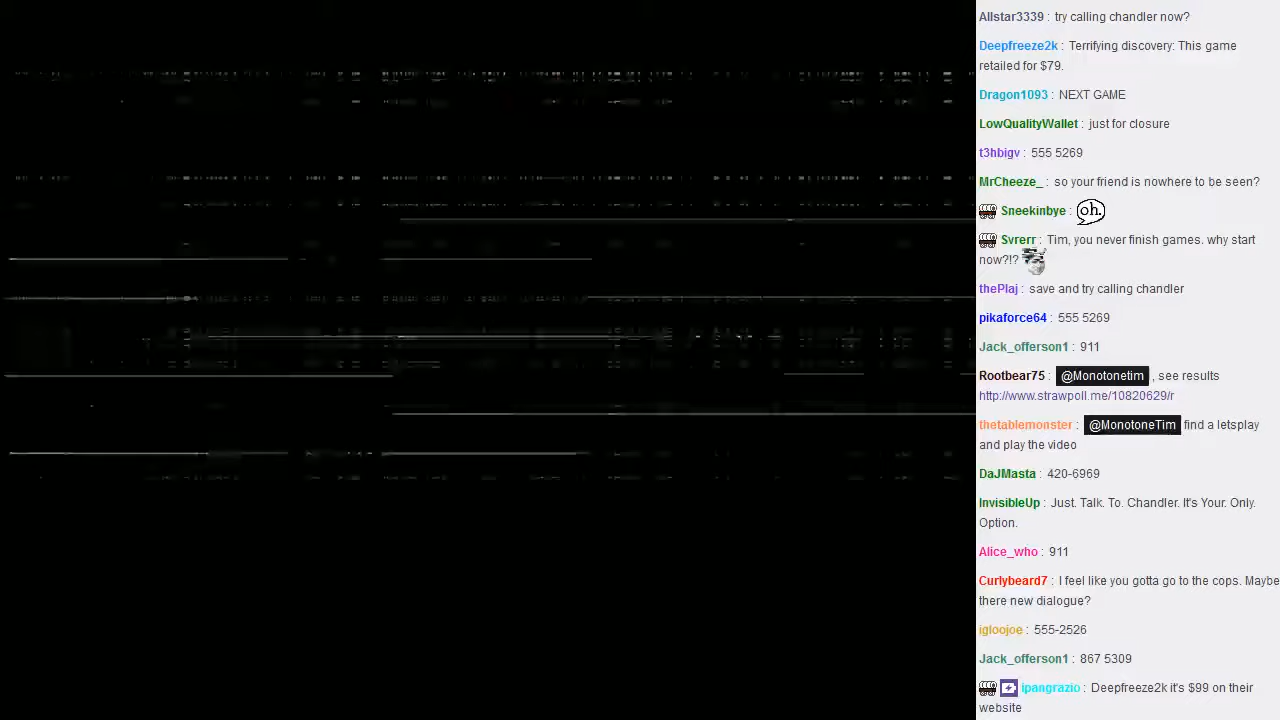 Allstar3339 : try calling chandler now?
Deepfreeze2k : Terrifying discovery: This game
retailed for $79.
Dragon1093 : NEXT GAME
LowQualityWallet : just for closure
t3hbigv : 555 5269
MrCheeze_ : so your friend is nowhere to be seen?
Sneekinbye : oh.
Svrerr : Tim, you never finish games. why start
now?!?
thePlaj : save and try calling chandler
pikaforce64 : 555 5269
Jack_offerson1 : 911
Rootbear75 : @Monotonetim , see results
http://www.strawpoll.me/10820629/r
thetablemonster : @MonotoneTim find a letsplay
and play the video
DaJMasta : 420-6969
InvisibleUp : Just. Talk. To. Chandler. It's Your. Only.
Option.
Alice_who : 911
Curlybeard7 : I feel like you gotta go to the cops. Maybe
there new dialogue?
igloojoe : 555-2526
Jack_offerson1 : 867 5309
ipangrazio : Deepfreeze2k it's $99 on their
website